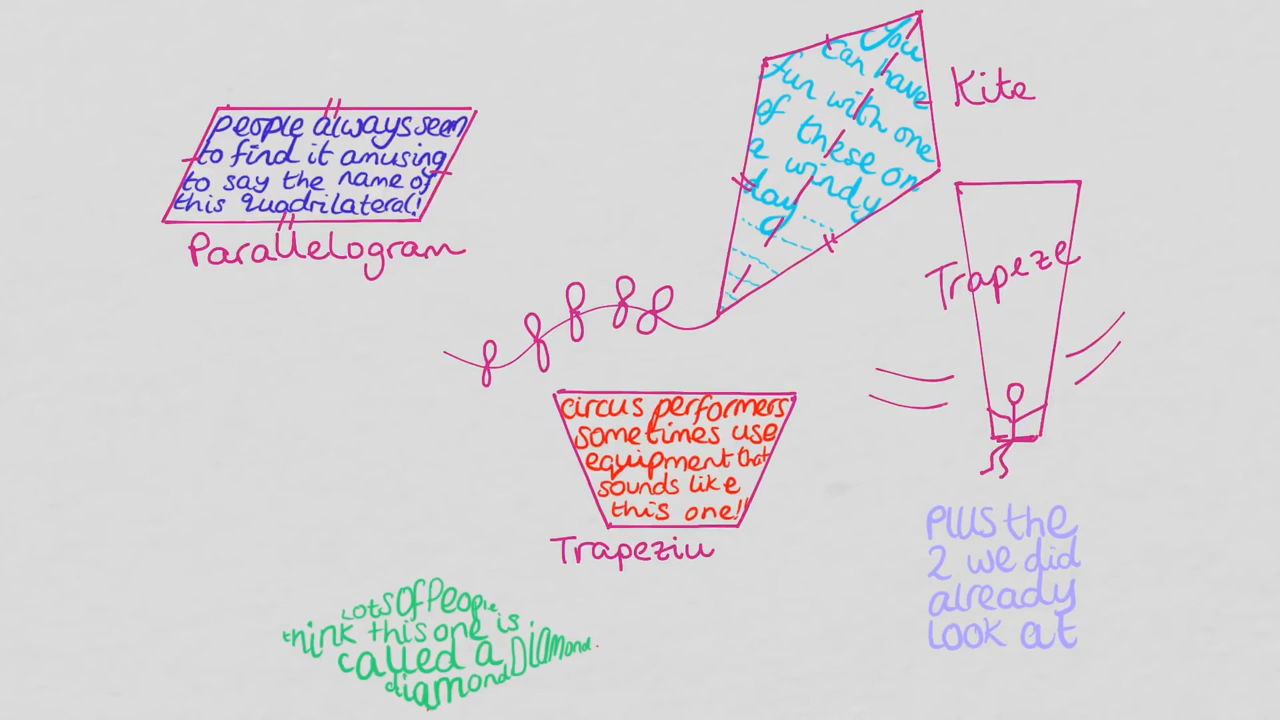 people always seem
to find it amusing
to say the name of
this quadrilateral!
Parallelogram
You
can have
fun with one
of these on
a windy
day
Kite
Trapeze
circus performers
sometimes use
equipment that
sounds like
this one!!
Trapeziu
Lots of People
think this one is
called a Diamond.
diamond
Plus the
2 we did
already
look at